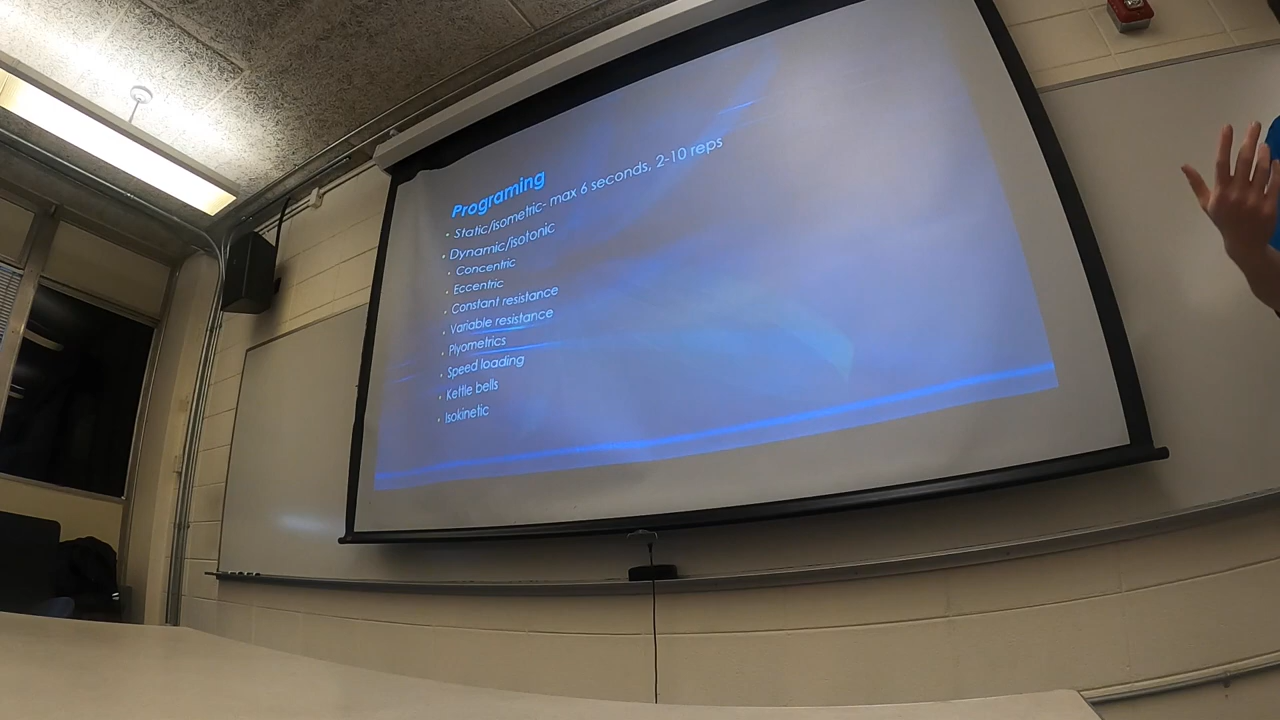 Programing
• Static/isometric- max 6 seconds, 2-10 reps
• Dynamic/isotonic
• Concentric
• Eccentric
• Constant resistance
• Variable resistance
• Plyometrics
• Speed loading
• Kettle bells
• Isokinetic